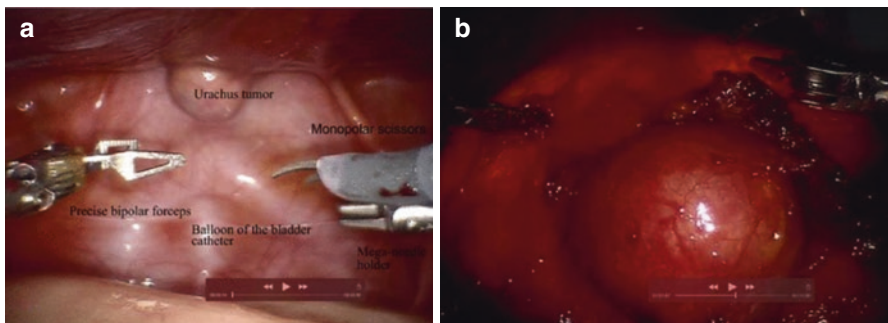 a
b
Urachus tumor
Monopolar scissors
Precise bipolar forceps
Balloon of the bladder
catheter
holder